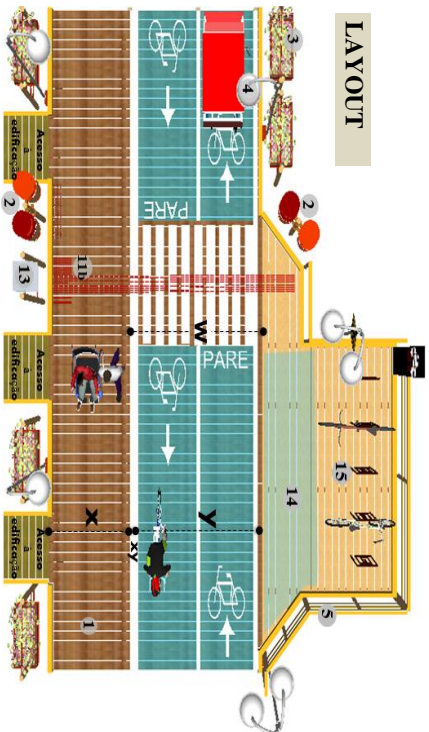 LAYOUT
3
4
2
PARE
Acesso
à
edificação
2
13
11b
W
PARE
Acesso
à
edificação
15
14
5
X
xy
y
1
Acesso
à
edificação